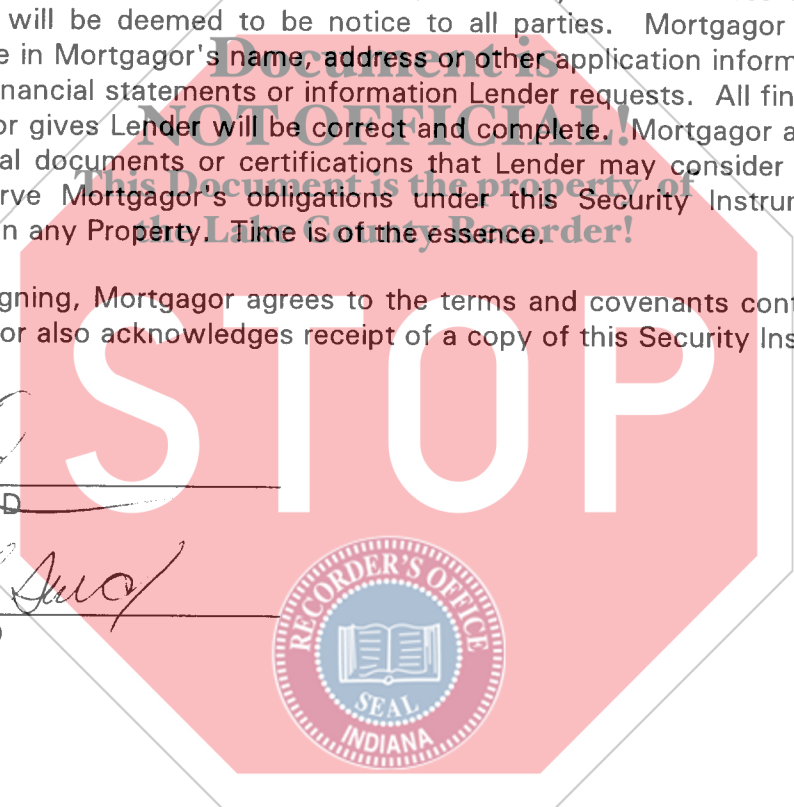 will be deemed to be notice to all parties. Mortgagor
e in Mortgagor's name, address or other application inform
nancial statements or information Lender requests. All fin
or gives Lender will be correct and complete. Mortgagor a
al documents or certifications that Lender may consider
rve Mortgagor's obligations under this Security Instrum
n any Property. Time is of the essence.
Document is
NOT OFFICIAL!
This Document is the property of
the Lake County Recorder!
gning, Mortgagor agrees to the terms and covenants cont
or also acknowledges receipt of a copy of this Security Ins
STOP
D
RECORDER'S OFFICE
SEAL
INDIANA